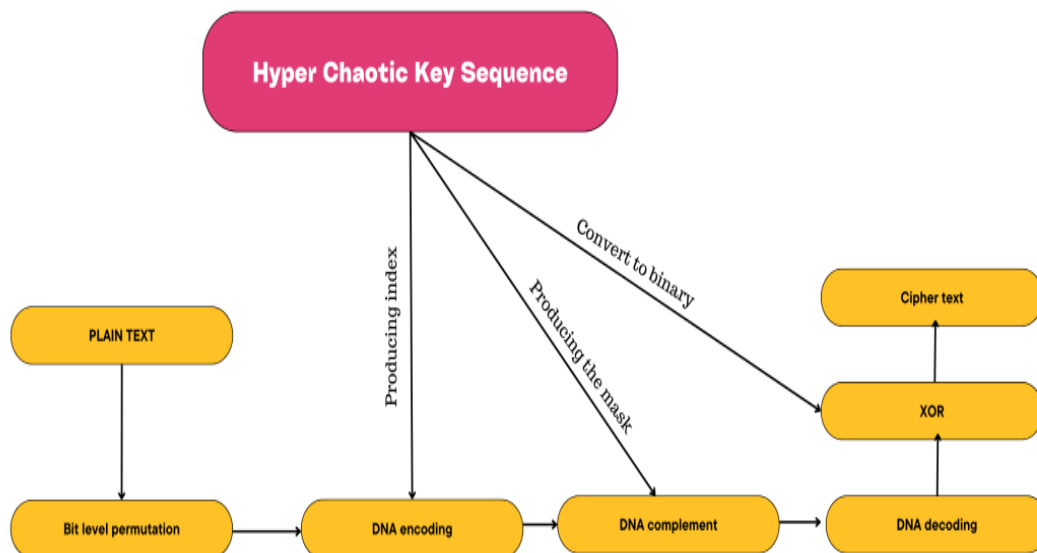 Hyper Chaotic Key Sequence
Producing index
Producing the mask
Convert to binary
Cipher text
PLAIN TEXT
XOR
Bit level permutation
DNA encoding
DNA complement
DNA decoding